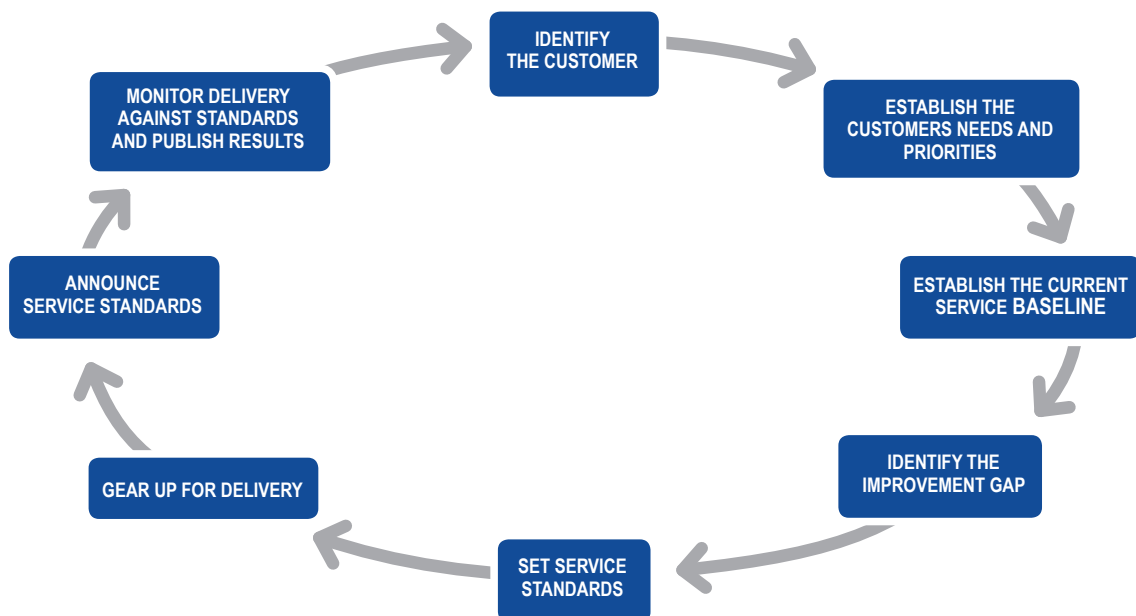 IDENTIFY
THE CUSTOMER
ESTABLISH THE
CUSTOMERS NEEDS AND
PRIORITIES
ESTABLISH THE CURRENT
SERVICE BASELINE
IDENTIFY THE
IMPROVEMENT GAP
SET SERVICE
STANDARDS
GEAR UP FOR DELIVERY
ANNOUNCE
SERVICE STANDARDS
MONITOR DELIVERY
AGAINST STANDARDS
AND PUBLISH RESULTS